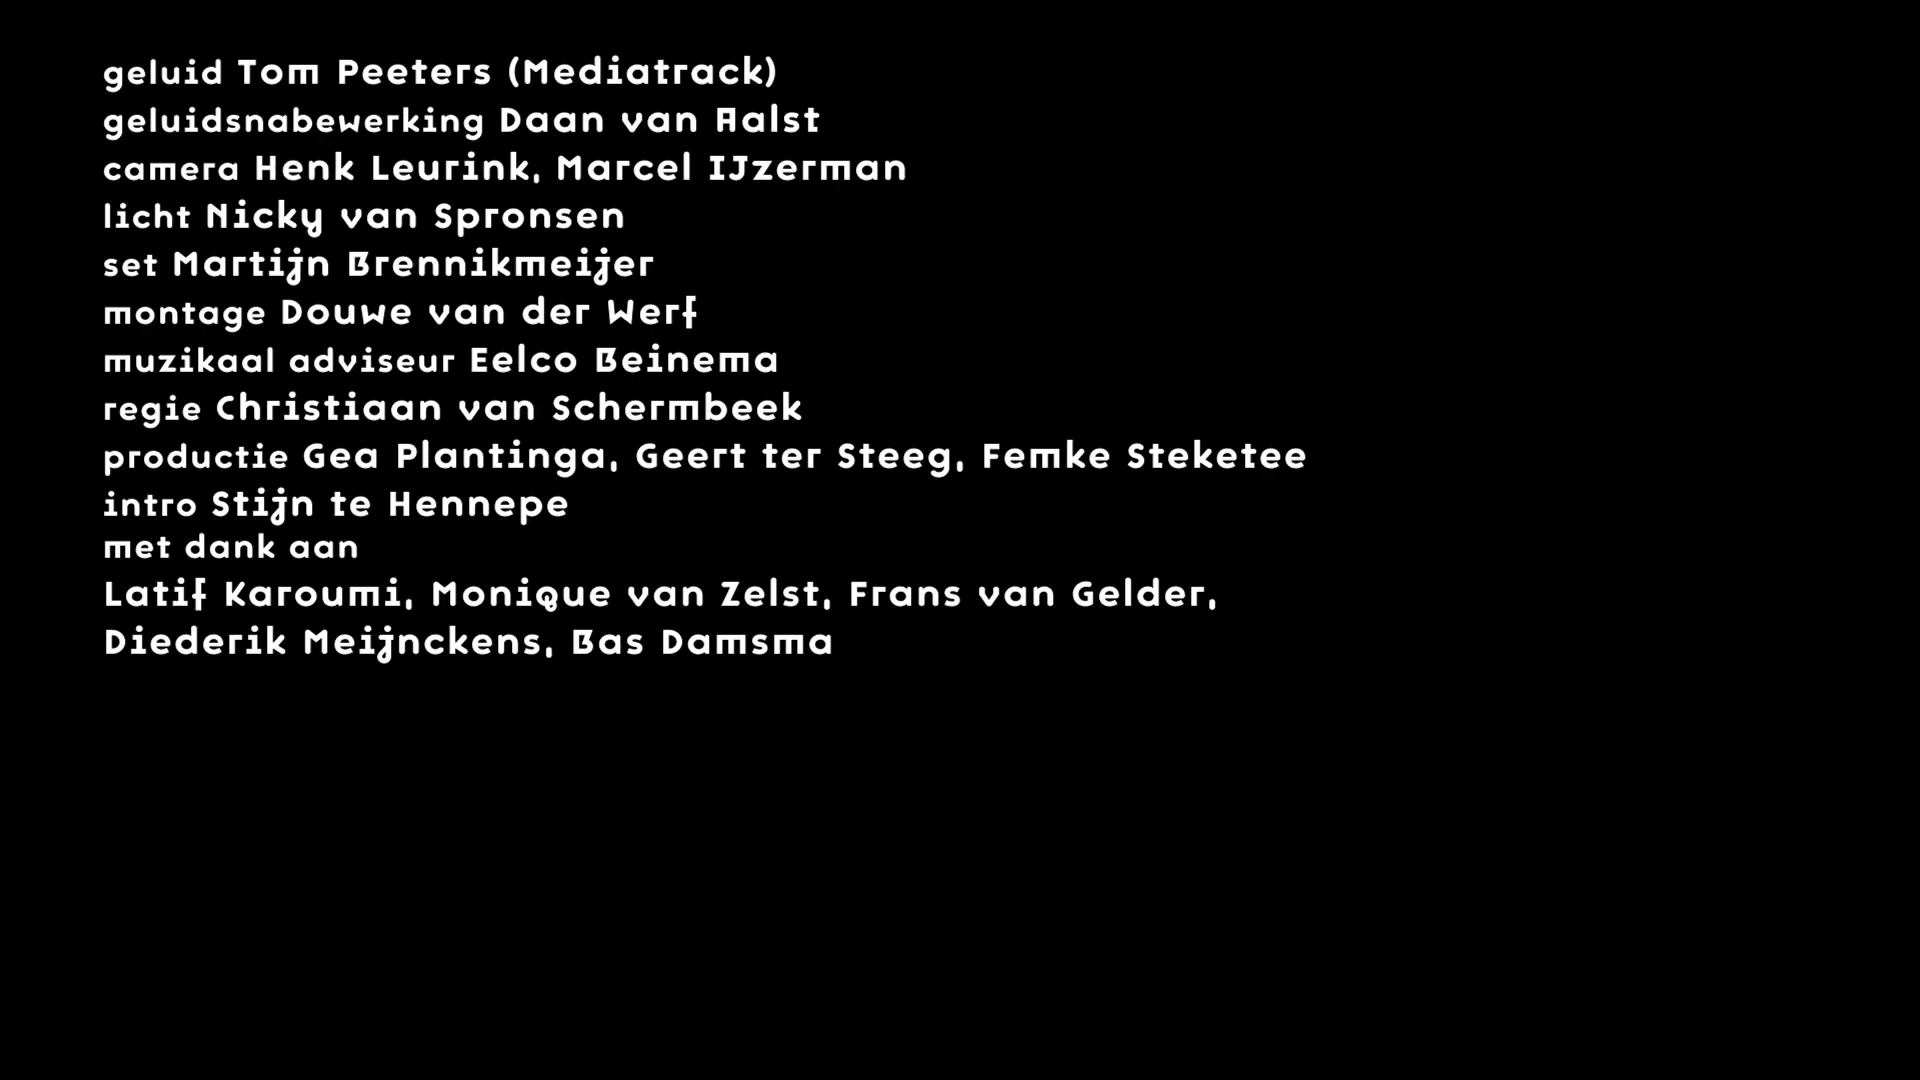 geluid Tom Peeters (Mediatrack)
geluidsnabewerking Daan van Aalst
camera Henk Leurink, Marcel IJzerman
licht Nicky van Spronsen
set Martijn Brennikmeijer
montage Douwe van der Werf
muzikaal adviseur Eelco Beinema
regie Christiaan van Schermbeek
productie Gea Plantinga, Geert ter Steeg, Femke Steketee
intro Stijn te Hennepe
met dank aan
Latif Karoumi, Monique van Zelst, Frans van Gelder,
Diederik Meijnckens, Bas Damsma